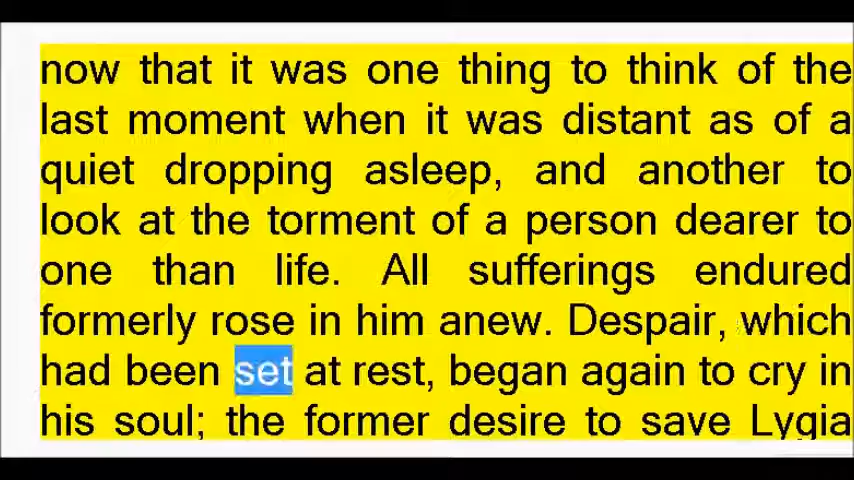 now that it was one thing to think of the
last moment when it was distant as of a
quiet dropping asleep, and another to
look at the torment of a person dearer to
one than life. All sufferings endured
formerly rose in him anew. Despair, which
had been set at rest, began again to cry in
his soul; the former desire to save Lygia